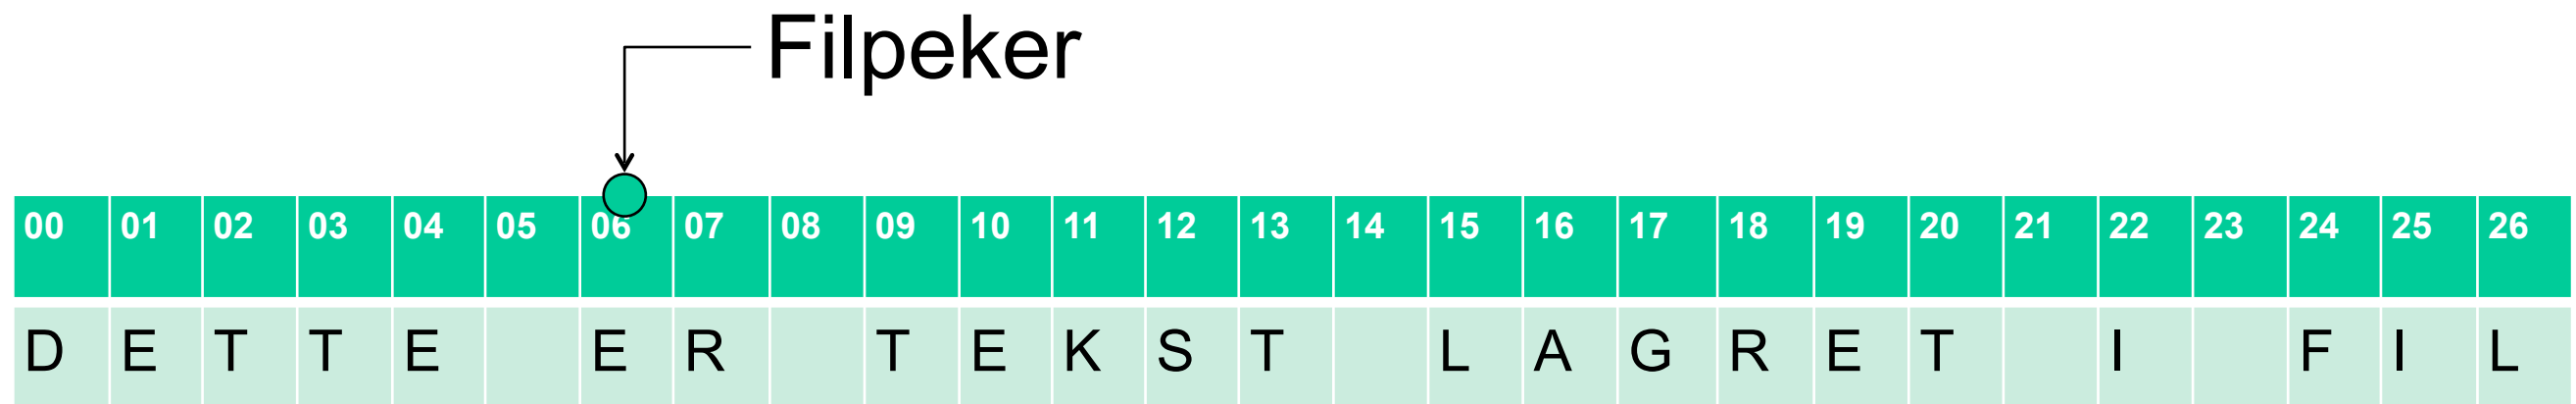 Filpeker
00 01 02 03 04 05 06 07 08 09 10 11 12 13 14 15 16 17 18 19 20 21 22 23 24 25 26
D E T T E E R T E K S T L A G R E T I F I L